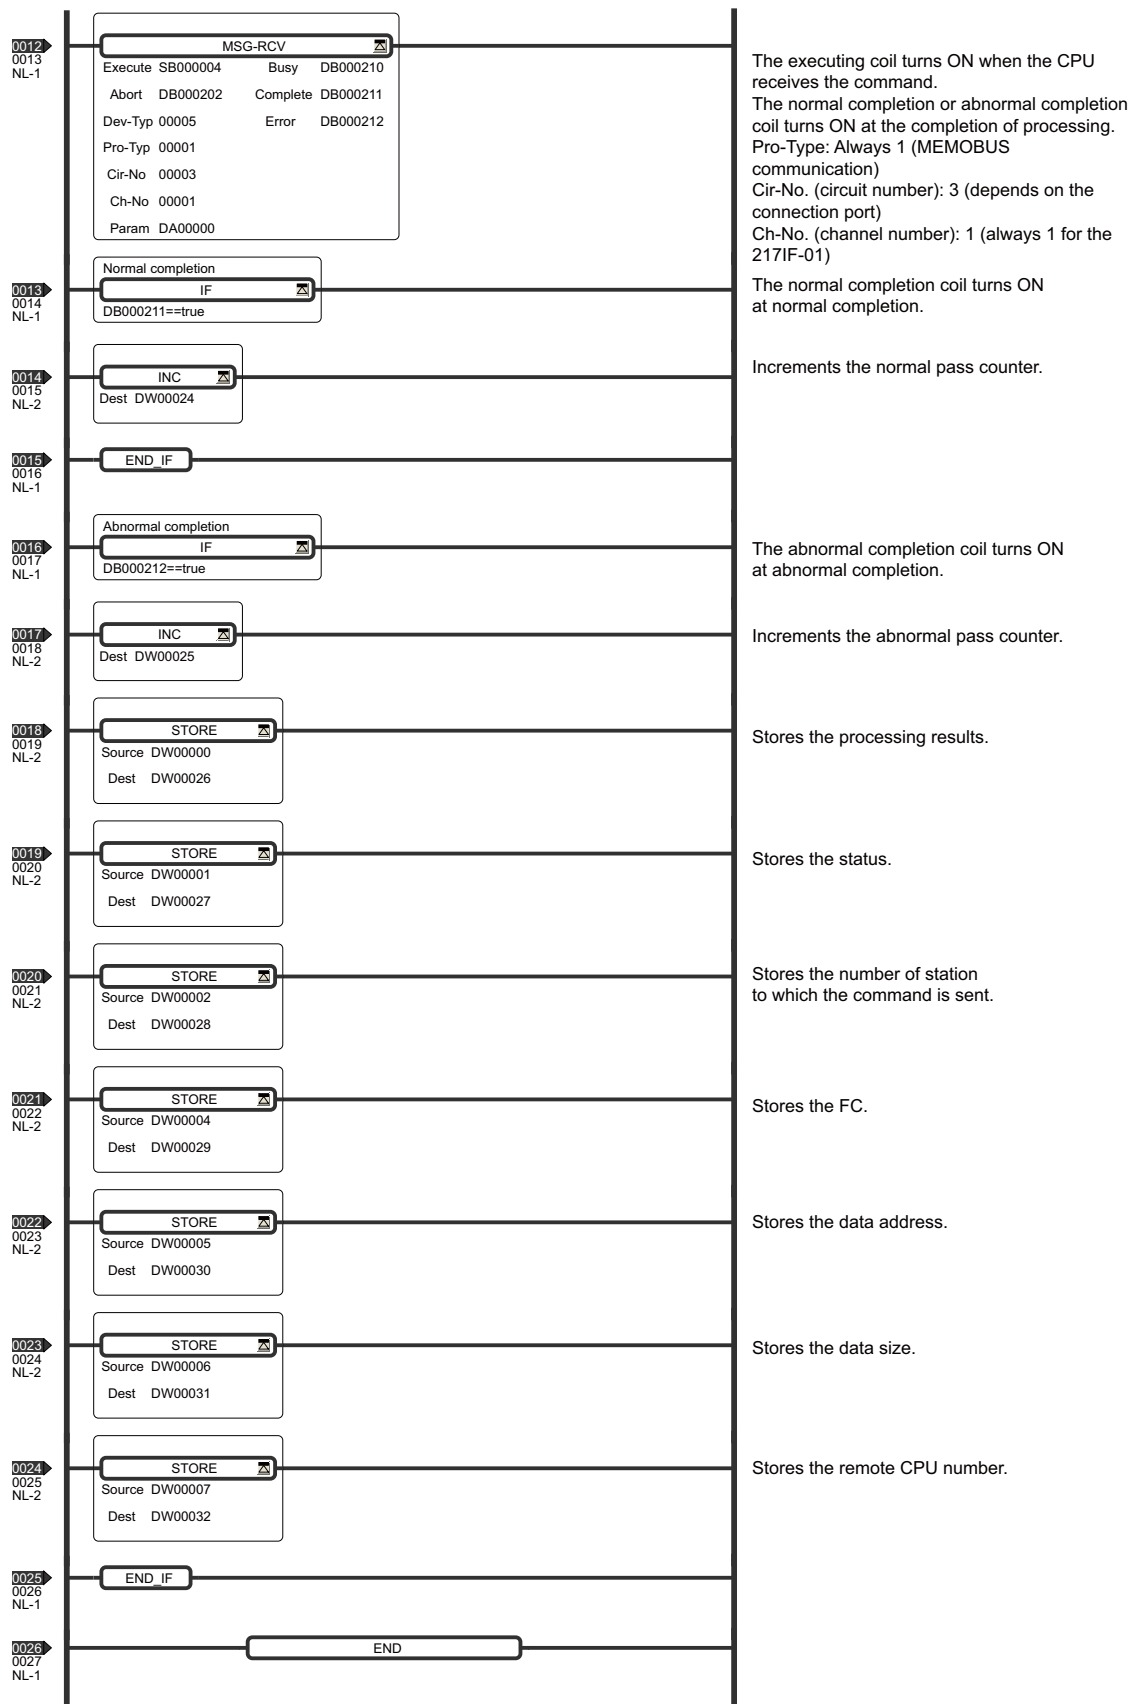 0012
0013
NL-1
MSG-RCV
Execute SB000004 Busy DB000210
Abort DB000202 Complete DB000211
Dev-Typ 00005 Error DB000212
Pro-Typ 00001
Cir-No 00003
Ch-No 00001
Param DA00000
The executing coil turns ON when the CPU
receives the command.
The normal completion or abnormal completion
coil turns ON at the completion of processing.
Pro-Type: Always 1 (MEMOBUS
communication)
Cir-No. (circuit number): 3 (depends on the
connection port)
Ch-No. (channel number): 1 (always 1 for the
217IF-01)
0013
0014
NL-1
Normal completion
IF
DB000211==true
The normal completion coil turns ON
at normal completion.
0014
0015
NL-2
INC
Dest DW00024
Increments the normal pass counter.
0015
0016
NL-1
END_IF
0016
0017
NL-1
Abnormal completion
IF
DB000212==true
The abnormal completion coil turns ON
at abnormal completion.
0017
0018
NL-2
INC
Dest DW00025
Increments the abnormal pass counter.
0018
0019
NL-2
STORE
Source DW00000
Dest DW00026
Stores the processing results.
0019
0020
NL-2
STORE
Source DW00001
Dest DW00027
Stores the status.
0020
0021
NL-2
STORE
Source DW00002
Dest DW00028
Stores the number of station
to which the command is sent.
0021
0022
NL-2
STORE
Source DW00004
Dest DW00029
Stores the FC.
0022
0023
NL-2
STORE
Source DW00005
Dest DW00030
Stores the data address.
0023
0024
NL-2
STORE
Source DW00006
Dest DW00031
Stores the data size.
0024
0025
NL-2
STORE
Source DW00007
Dest DW00032
Stores the remote CPU number.
0025
0026
NL-1
END_IF
0026
0027
NL-1
END